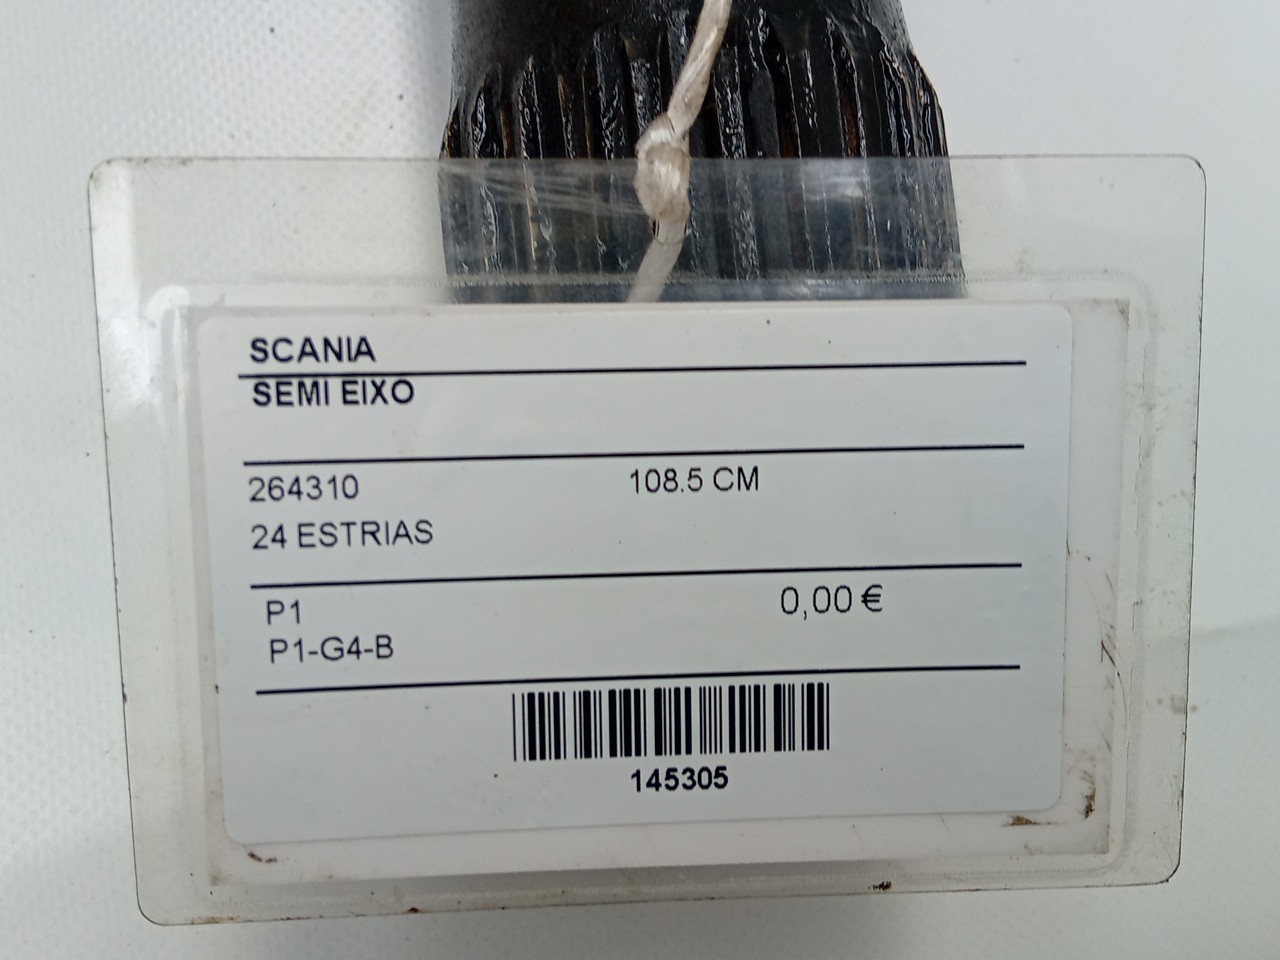 SCANIA
SEMI EIXO
264310 108.5 CM
24 ESTRIAS
P1 0,00 €
P1-G4-B
145305